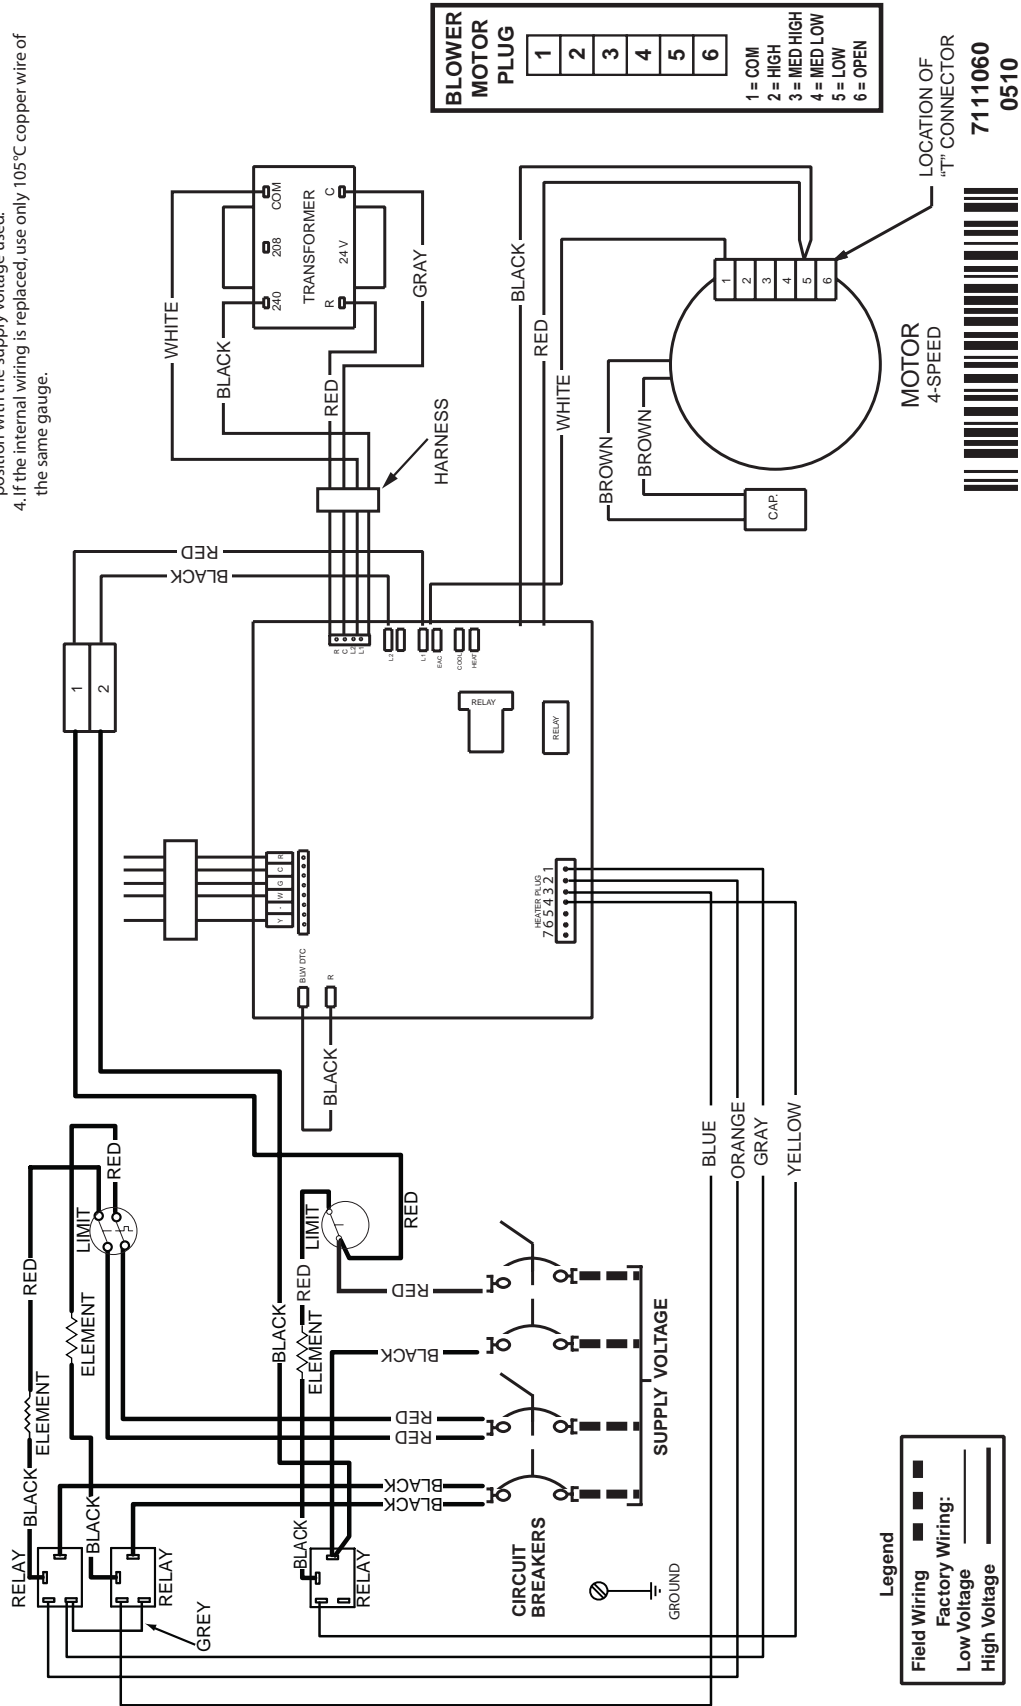 position with the supply voltage used.
4. If the internal wiring is replaced, use only 105°C copper wire of
the same gauge.
BLOWER
MOTOR
PLUG
1
2
3
4
5
6
1 = COM
2 = HIGH
3 = MED HIGH
4 = MED LOW
5 = LOW
6 = OPEN
LOCATION OF
"T" CONNECTOR
7111060
0510
COM
208
240
TRANSFORMER
24 V
C
R
WHITE
BLACK
RED
GRAY
HARNESS
BLACK
RED
WHITE
BROWN
BROWN
CAP.
1
2
3
4
5
6
MOTOR
4-SPEED
RED
BLACK
1
2
R
C
L2
L1
L2
L1
EAC
COOL
HEAT
RELAY
RELAY
Y
-
W
G
C
R
BLW DTC
R
BLACK
HEATER PLUG
7 6 5 4 3 2 1
BLUE
ORANGE
GRAY
YELLOW
RED
LIMIT
RED
ELEMENT
ELEMENT
BLACK
BLACK
RELAY
RELAY
GREY
LIMIT
RED
RED
ELEMENT
BLACK
BLACK
RELAY
RED
BLACK
RED
RED
BLACK
BLACK
CIRCUIT
BREAKERS
SUPPLY VOLTAGE
GROUND
Legend
Field Wiring
Factory Wiring:
Low Voltage
High Voltage